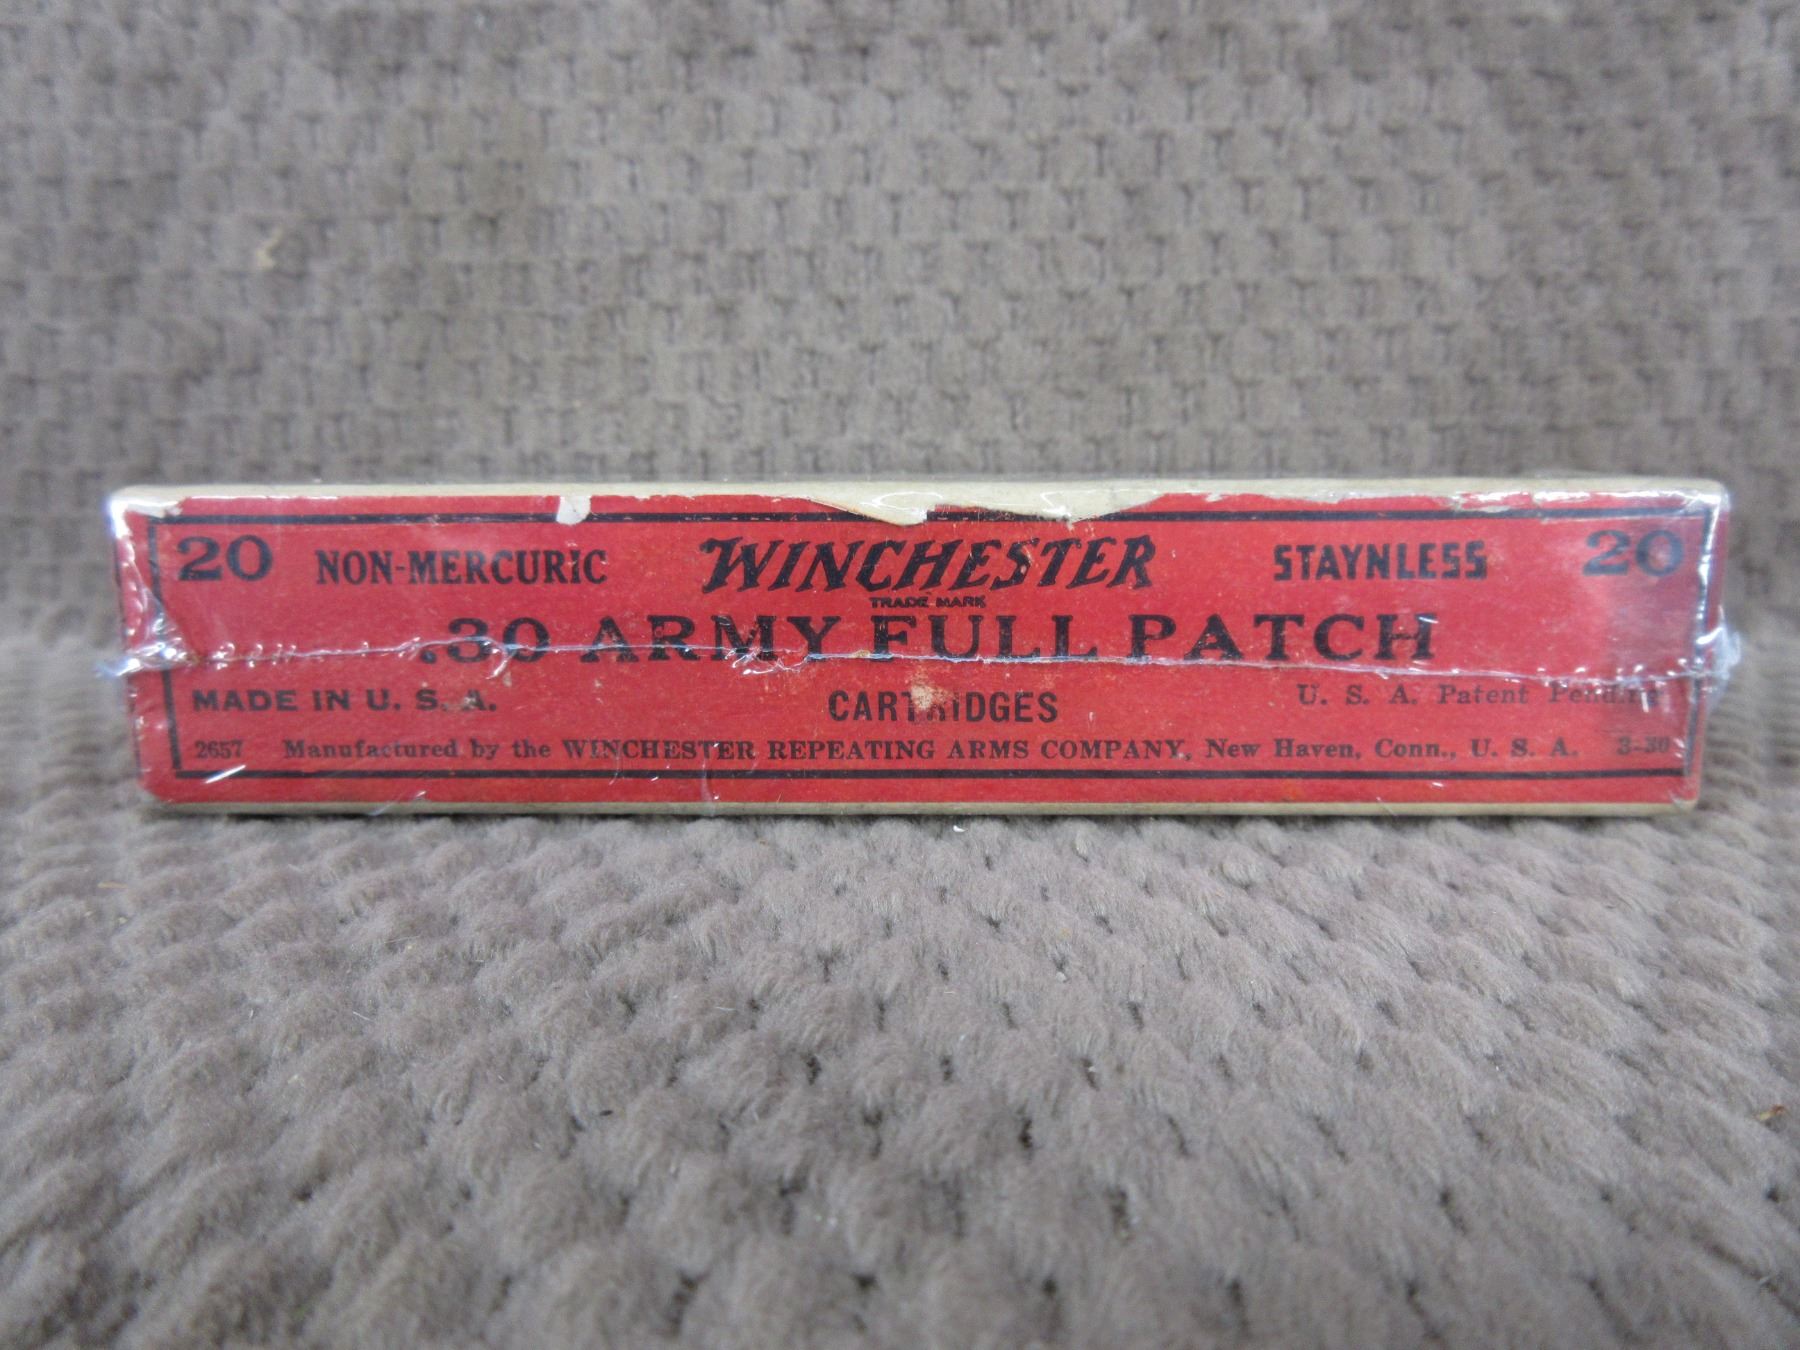 20 NON-MERCURIC WINCHESTER STAYNLESS 20
TRADE MARK
.30 ARMY FULL PATCH
MADE IN U. S. A. CARTRIDGES U. S. A. Patent Pending
2657 Manufactured by the WINCHESTER REPEATING ARMS COMPANY, New Haven, Conn., U. S. A. 3-30